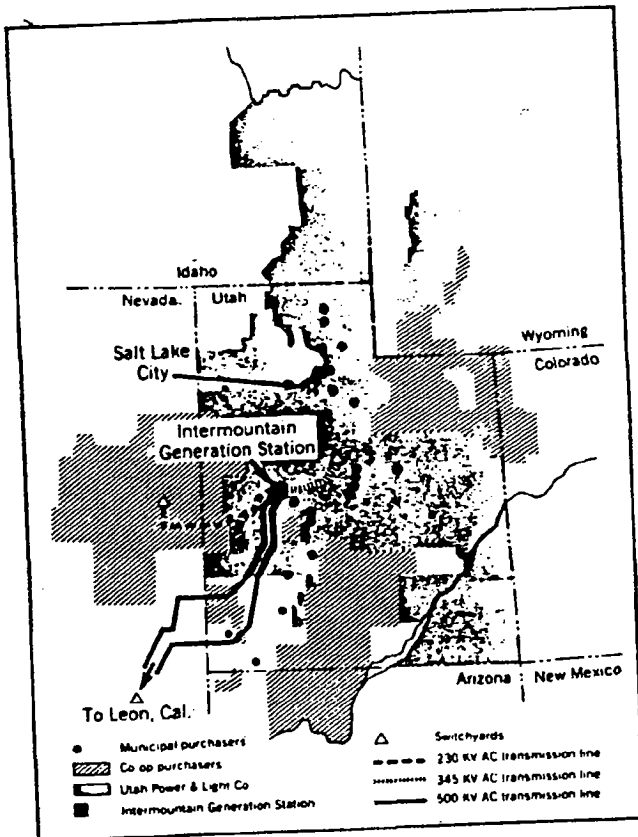 Idaho
Nevada. Utah
Wyoming
Colorado
Salt Lake
City
Intermountain
Generation Station
Arizona New Mexico
To Leon, Cal.
Municipal purchasers
Co op purchasers
Utah Power & Light Co
Intermountain Generation Station
Switchyards
230 KV AC transmission line
345 KV AC transmission line
500 KV AC transmission line